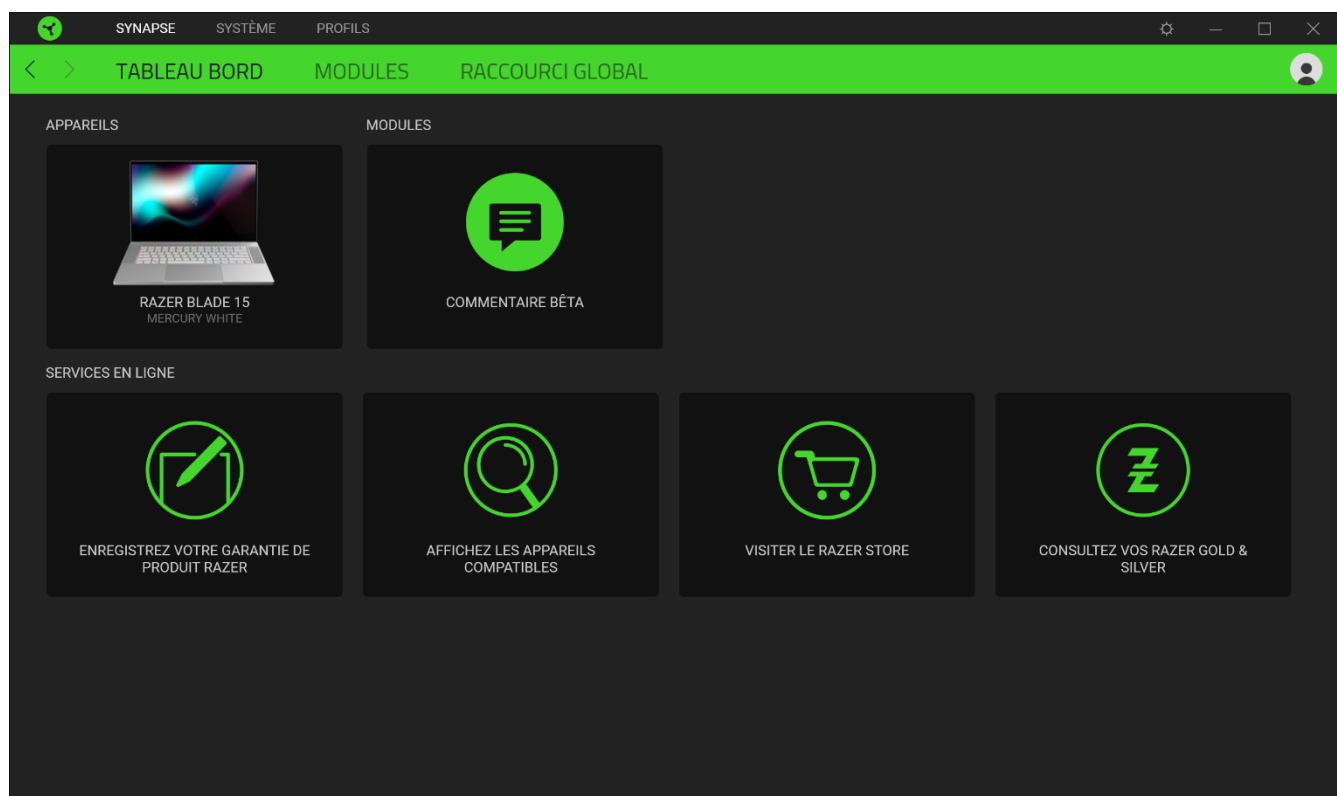 SYNAPSE SYSTÈME PROFILS
TABLEAU BORD MODULES RACCOURCI GLOBAL
APPAREILS MODULES
RAZER BLADE 15
MERCURY WHITE
COMMENTAIRE BÊTA
SERVICES EN LIGNE
ENREGISTREZ VOTRE GARANTIE DE
PRODUIT RAZER
AFFICHEZ LES APPAREILS
COMPATIBLES
VISITER LE RAZER STORE
CONSULTEZ VOS RAZER GOLD &
SILVER